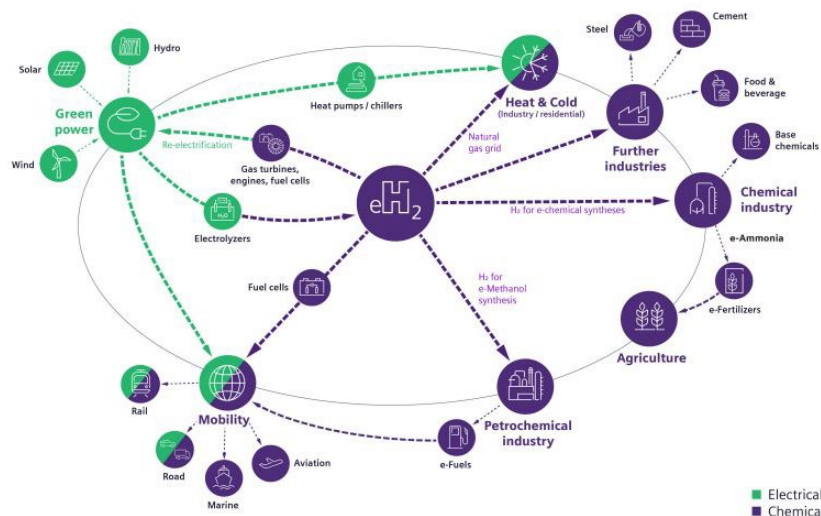 Hydro
Solar
Green
power
Wind
Heat pumps / chillers
Re-electrification
Gas turbines,
engines, fuel cells
H₂O
Electrolyzers
eH₂
Heat & Cold
(Industry / residential)
Natural
gas grid
Steel
Cement
Food &
beverage
Further
industries
Base
chemicals
Chemical
industry
H₂ for e-chemical syntheses
e-Ammonia
e-Fertilizers
Agriculture
H₂ for
e-Methanol
synthesis
Fuel cells
Rail
Mobility
Road
Marine
Aviation
e-Fuels
Petrochemical
industry
Electrical
Chemical